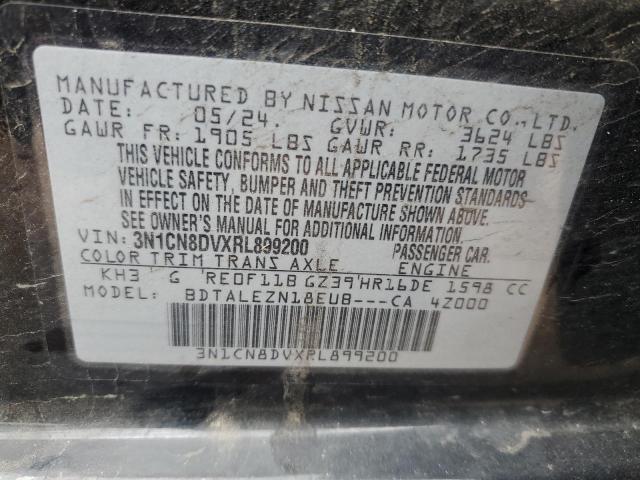 MANUFACTURED BY NISSAN MOTOR CO., LTD.
DATE: 05/24. GVWR: 3624 LBS
GAWR FR: 1905 LBS GAWR RR: 1735 LBS
THIS VEHICLE CONFORMS TO ALL APPLICABLE FEDERAL MOTOR
VEHICLE SAFETY, BUMPER AND THEFT PREVENTION STANDARDS
IN EFFECT ON THE DATE OF MANUFACTURE SHOWN ABOVE.
SEE OWNER'S MANUAL FOR ADDITIONAL INFORMATION.
VIN: 3N1CN8DVXRL899200 PASSENGER CAR.
COLOR TRIM TRANS AXLE ENGINE
KH3 G RE0F11B GZ39 HR16DE 1598 CC
MODEL: BDTALEZN18EUB---CA 4Z000
3N1CN8DVXRL899200